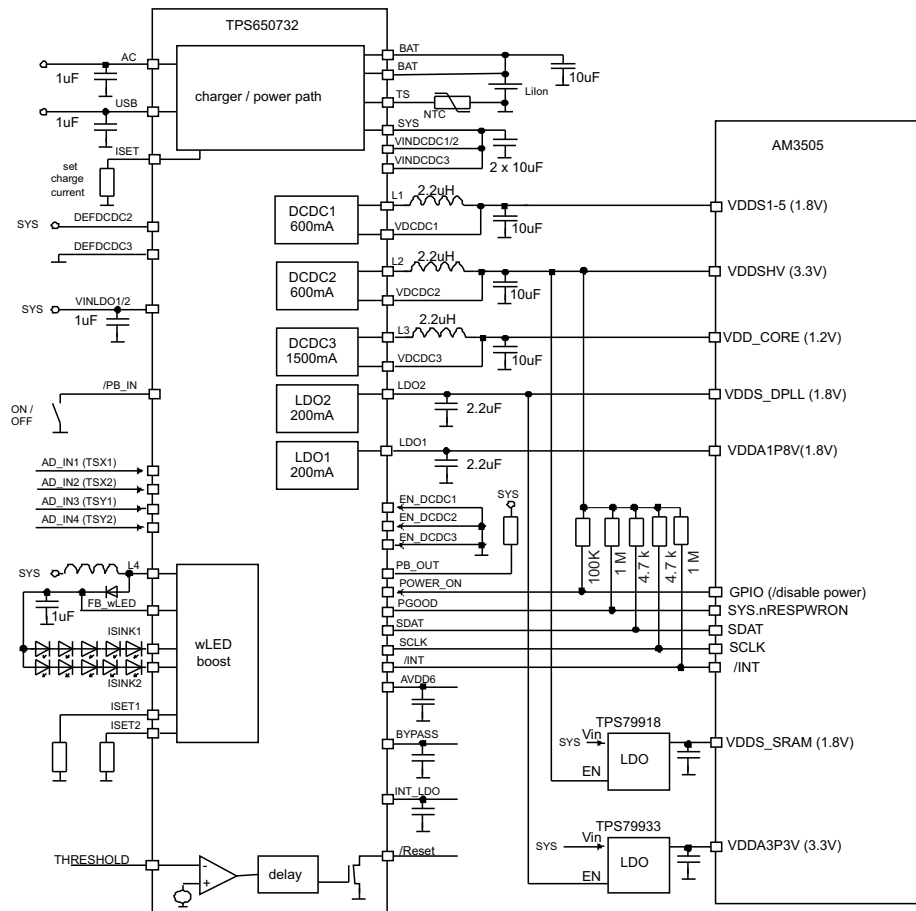 TPS650732
AC
1uF
USB
1uF
ISET
set
charge
current
charger / power path
BAT
BAT
10uF
LiIon
TS
NTC
SYS
VINDCDC1/2
VINDCDC3
2 x 10uF
AM3505
SYS
DEFDCDC2
DEFDCDC3
DCDC1
600mA
L1
2.2uH
VDCDC1
10uF
VDDS1-5 (1.8V)
DCDC2
600mA
L2
2.2uH
VDCDC2
10uF
VDDSHV (3.3V)
SYS
VINLDO1/2
1uF
DCDC3
1500mA
L3
2.2uH
VDCDC3
10uF
VDD_CORE (1.2V)
/PB_IN
ON /
OFF
LDO2
200mA
LDO2
2.2uF
VDDS_DPLL (1.8V)
LDO1
200mA
LDO1
2.2uF
VDDA1P8V(1.8V)
AD_IN1 (TSX1)
AD_IN2 (TSX2)
AD_IN3 (TSY1)
AD_IN4 (TSY2)
EN_DCDC1
EN_DCDC2
EN_DCDC3
SYS
PB_OUT
100K
1 M
4.7 k
4.7 k
1 M
POWER_ON
GPIO (/disable power)
PGOOD
SYS.nRESPWRON
SDAT
SDAT
SCLK
SCLK
/INT
/INT
SYS
L4
1uF
FB_wLED
ISINK1
ISINK2
wLED
boost
ISET1
ISET2
AVDD6
BYPASS
INT_LDO
TPS79918
SYS
Vin
LDO
EN
VDDS_SRAM (1.8V)
TPS79933
SYS
Vin
LDO
EN
VDDA3P3V (3.3V)
THRESHOLD
-
+
delay
/Reset